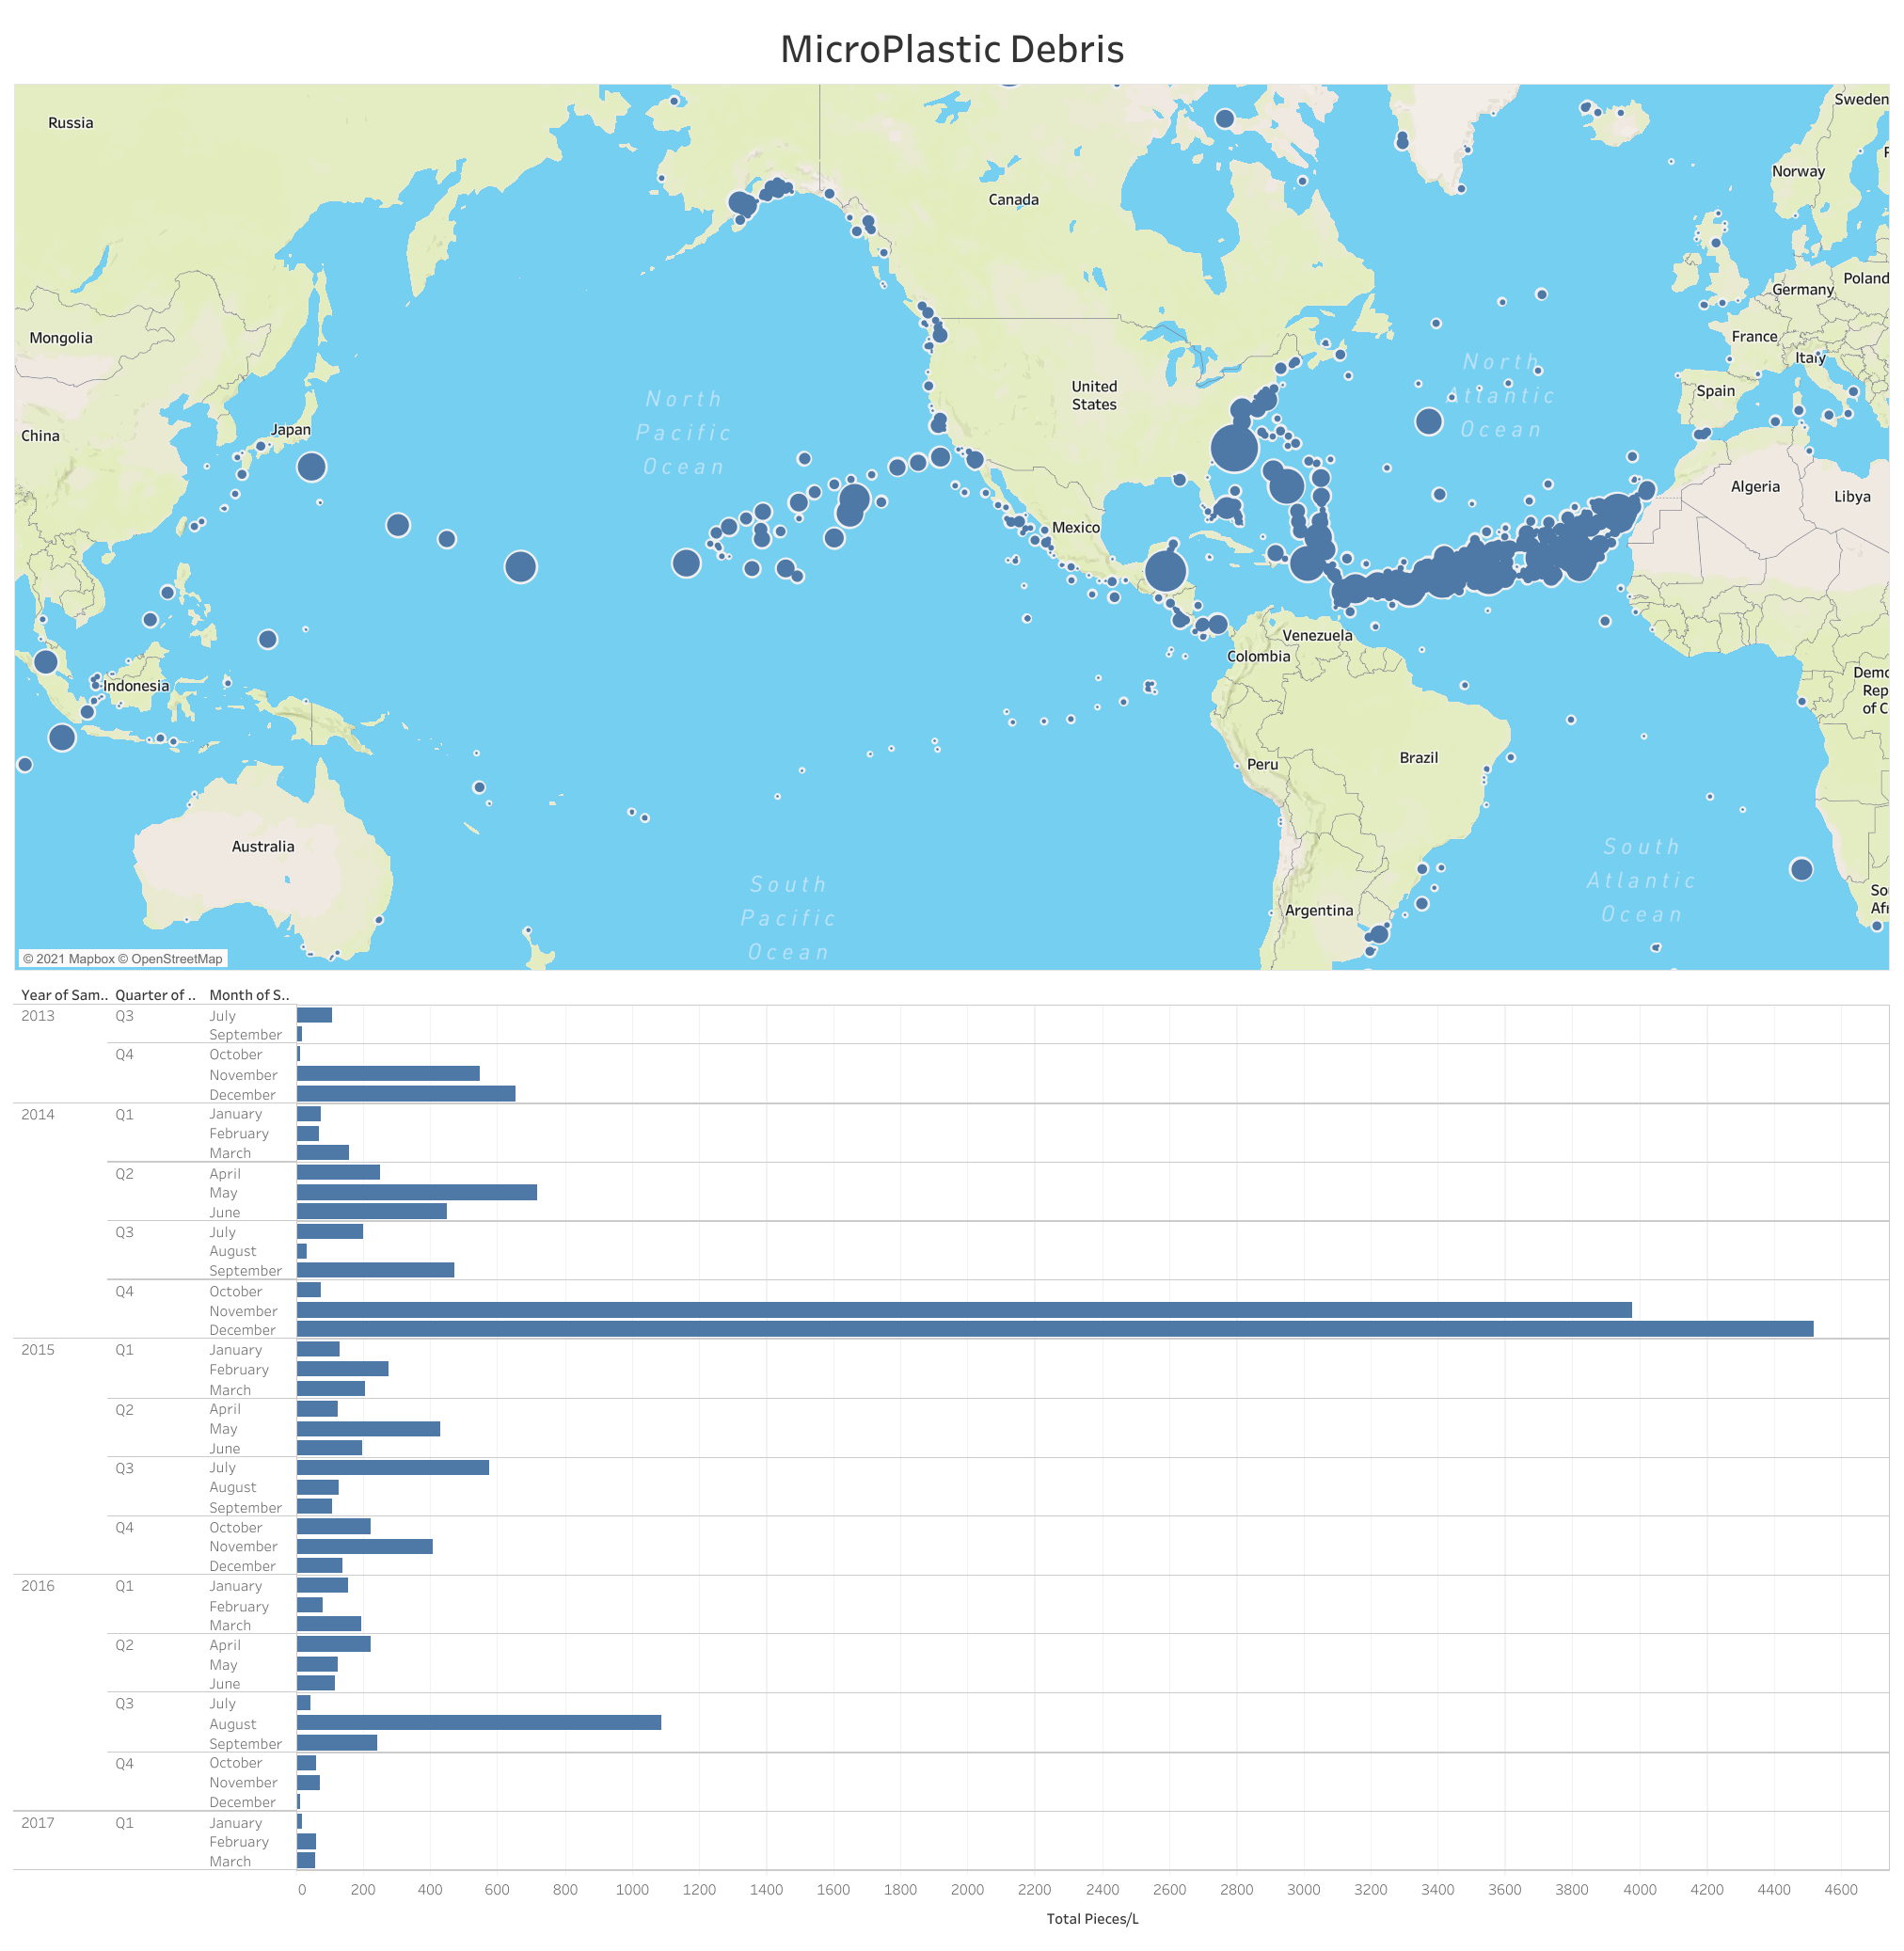 MicroPlastic Debris
Russia
Sweden
Norway
Canada
Poland
Germany
Mongolia
France
North
Italy
United
States
Spain
North
Atlantic
Ocean
Pacific
Ocean
China
Japan
Algeria
Libya
Mexico
Venezuela
Colombia
Indonesia
Demo
Rep
of C
Brazil
Peru
Australia
South
Atlantic
Ocean
South
Pacific
Ocean
Argentina
So
Afr
© 2021 Mapbox © OpenStreetMap
Year of Sam.. Quarter of .. Month of S..
2013 Q3 July
September
Q4 October
November
December
2014 Q1 January
February
March
Q2 April
May
June
Q3 July
August
September
Q4 October
November
December
2015 Q1 January
February
March
Q2 April
May
June
Q3 July
August
September
Q4 October
November
December
2016 Q1 January
February
March
Q2 April
May
June
Q3 July
August
September
Q4 October
November
December
2017 Q1 January
February
March
0 200 400 600 800 1000 1200 1400 1600 1800 2000 2200 2400 2600 2800 3000 3200 3400 3600 3800 4000 4200 4400 4600
Total Pieces/L